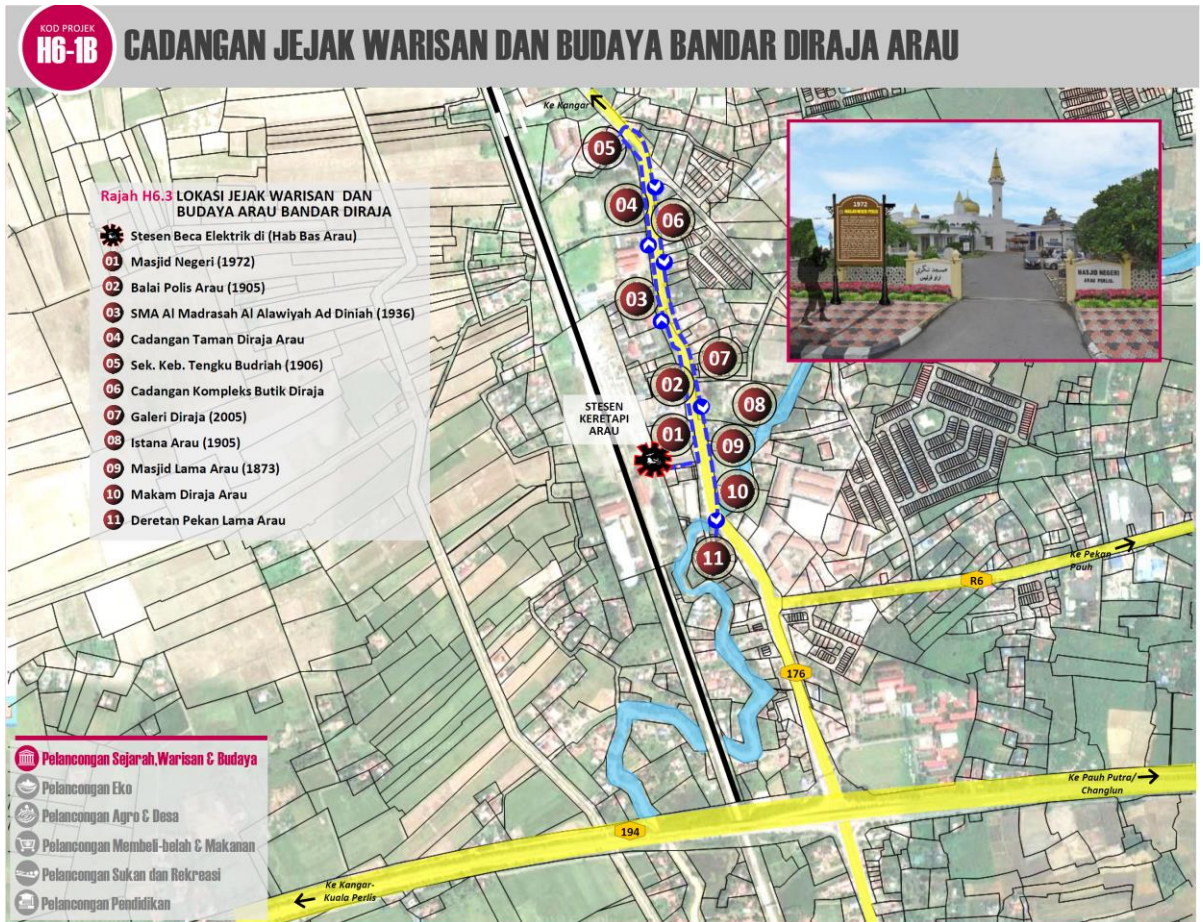 KOD PROJEK
H6-1B
CADANGAN JEJAK WARISAN DAN BUDAYA BANDAR DIRAJA ARAU
Ke Kangar
Rajah H6.3 LOKASI JEJAK WARISAN DAN
BUDAYA ARAU BANDAR DIRAJA
Stesen Beca Elektrik di (Hab Bas Arau)
01 Masjid Negeri (1972)
02 Balai Polis Arau (1905)
03 SMA Al Madrasah Al Alawiyah Ad Diniah (1936)
04 Cadangan Taman Diraja Arau
05 Sek. Keb. Tengku Budriah (1906)
06 Cadangan Kompleks Butik Diraja
07 Galeri Diraja (2005)
08 Istana Arau (1905)
09 Masjid Lama Arau (1873)
10 Makam Diraja Arau
11 Deretan Pekan Lama Arau
05
04
06
03
07
02
08
STESEN
KERETAPI
ARAU
01
09
10
11
1972
MASJID NEGERI
ARAU PERLIS
Ke Pekan
Pauh
R6
176
Ke Pauh Putra/
Changlun
194
Ke Kangar-
Kuala Perlis
Pelancongan Sejarah,Warisan & Budaya
Pelancongan Eko
Pelancongan Agro & Desa
Pelancongan Membeli-belah & Makanan
Pelancongan Sukan dan Rekreasi
Pelancongan Pendidikan